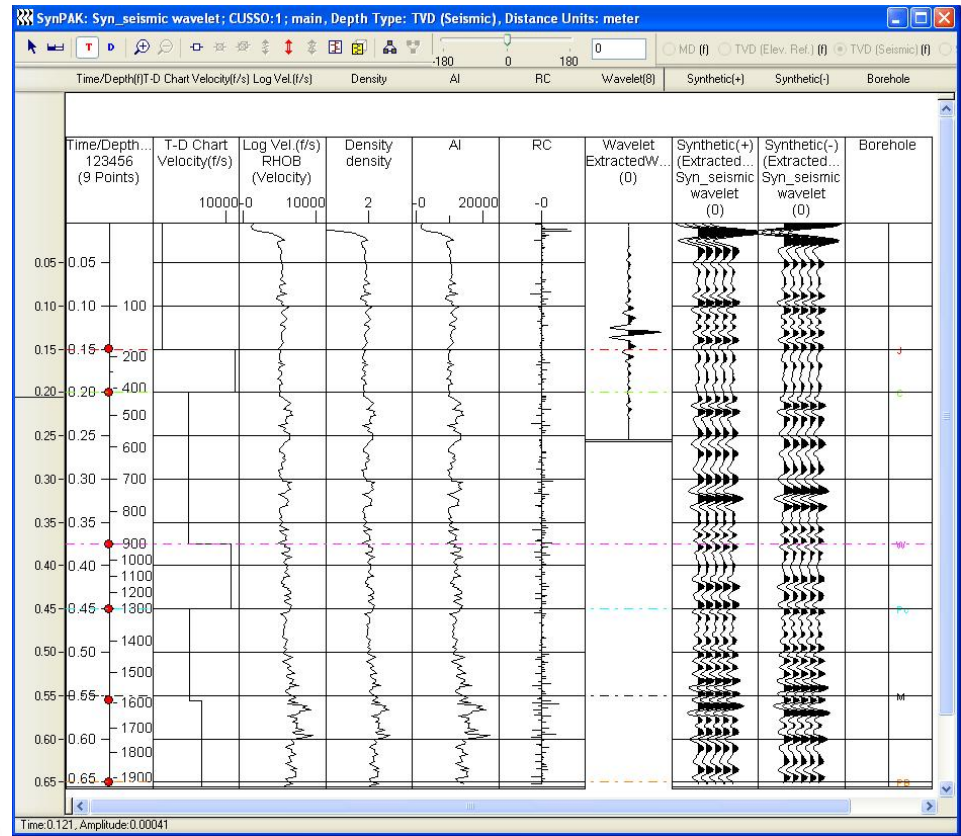 SynPAK: Syn_seismic wavelet; CUSSO:1; main, Depth Type: TVD (Seismic), Distance Units: meter
T D -180 0 180 0 MD (f) TVD (Elev. Ref.) (f) TVD (Seismic) (f)
Time/Depth(f) T-D Chart Velocity(f/s) Log Vel.(f/s) Density AI RC Wavelet(8) Synthetic(+) Synthetic(-) Borehole
Time/Depth... T-D Chart Log Vel.(f/s) Density AI RC Wavelet Synthetic(+) Synthetic(-) Borehole
123456 Velocity(f/s) RHOB density ExtractedW... (Extracted... (Extracted...
(9 Points) (Velocity) (0) Syn_seismic Syn_seismic
wavelet wavelet
10000 -0 10000 2 -0 20000 -0 (0) (0)
0.05 0.05
0.10 0.10 100
0.15 0.15 J
200
400
0.20 0.20 C
500
0.25 0.25
600
0.30 0.30 700
800
0.35 0.35
900 W
0.40 0.40 1000
1100
1200
0.45 0.45 1300
1400
0.50 0.50
1500
0.55 0.55 1600 M
1700
0.60 0.60
1800
0.65 0.65 1900 PB
Time:0.121, Amplitude:0.00041